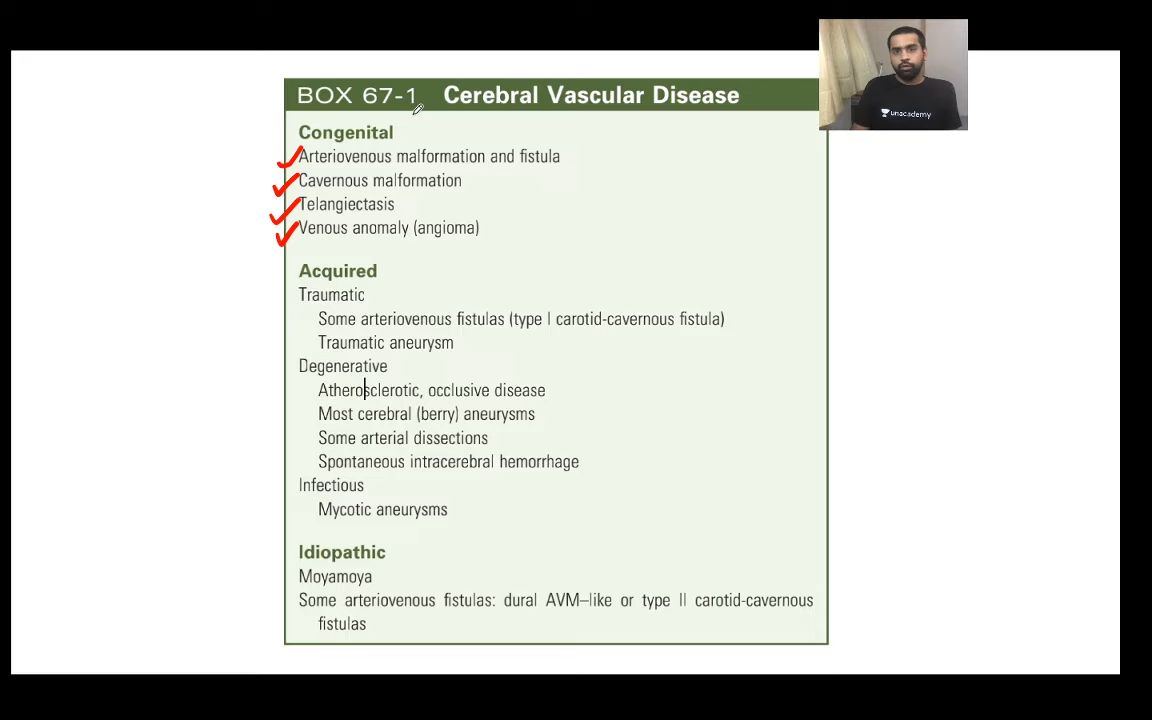 BOX 67-1 Cerebral Vascular Disease
unacademy
Congenital
Arteriovenous malformation and fistula
Cavernous malformation
Telangiectasis
Venous anomaly (angioma)
Acquired
Traumatic
Some arteriovenous fistulas (type I carotid-cavernous fistula)
Traumatic aneurysm
Degenerative
Atherosclerotic, occlusive disease
Most cerebral (berry) aneurysms
Some arterial dissections
Spontaneous intracerebral hemorrhage
Infectious
Mycotic aneurysms
Idiopathic
Moyamoya
Some arteriovenous fistulas: dural AVM–like or type II carotid-cavernous
fistulas